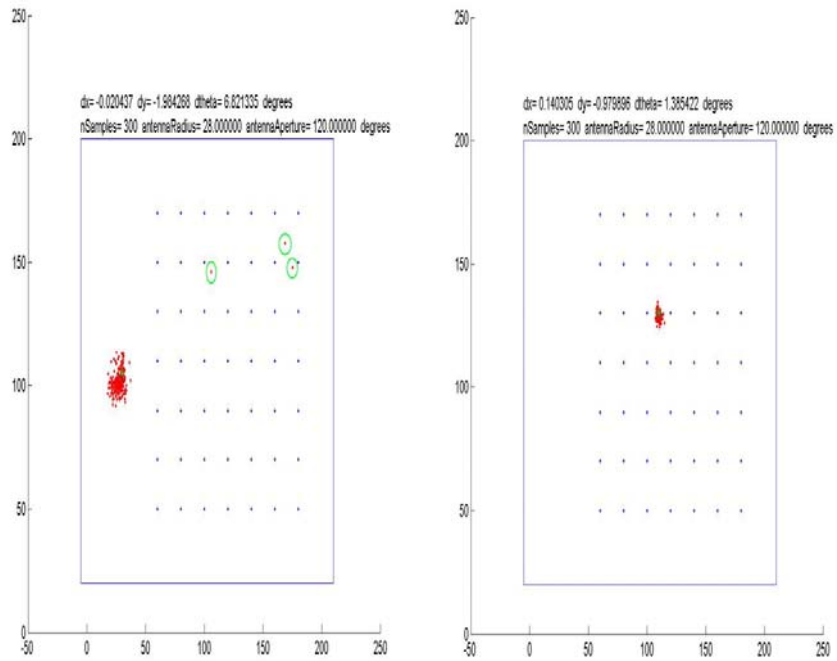 250
200
150
100
50
0
-50 0 50 100 150 200 250
dx= -0.020437 dy= -1.984268 dtheta= 6.821335 degrees
nSamples= 300 antennaRadius= 28.000000 antennaAperture= 120.000000 degrees
250
200
150
100
50
0
-50 0 50 100 150 200 250
dx= 0.140305 dy= -0.979896 dtheta= 1.385422 degrees
nSamples= 300 antennaRadius= 28.000000 antennaAperture= 120.000000 degrees